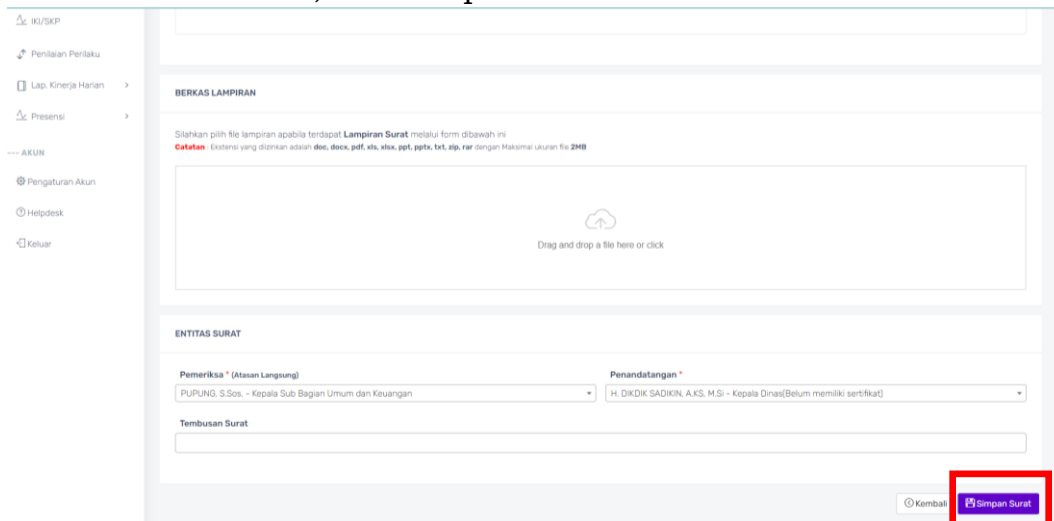 IKI/SKP
Penilaian Perilaku
Lap. Kinerja Harian
Presensi
--- AKUN
Pengaturan Akun
Helpdesk
Keluar
BERKAS LAMPIRAN
Silahkan pilih file lampiran apabila terdapat Lampiran Surat melalui form dibawah ini
Catatan : Ekstensi yang diizinkan adalah doc, docx, pdf, xls, xlsx, ppt, pptx, txt, zip, rar dengan Maksimal ukuran file 2MB
Drag and drop a file here or click
ENTITAS SURAT
Pemeriksa * (Atasan Langsung)
PUPUNG, S.Sos. - Kepala Sub Bagian Umum dan Keuangan
Penandatangan *
H. DIKDIK SADIKIN, A.KS, M.Si - Kepala Dinas(Belum memiliki sertifikat)
Tembusan Surat
Kembali
Simpan Surat